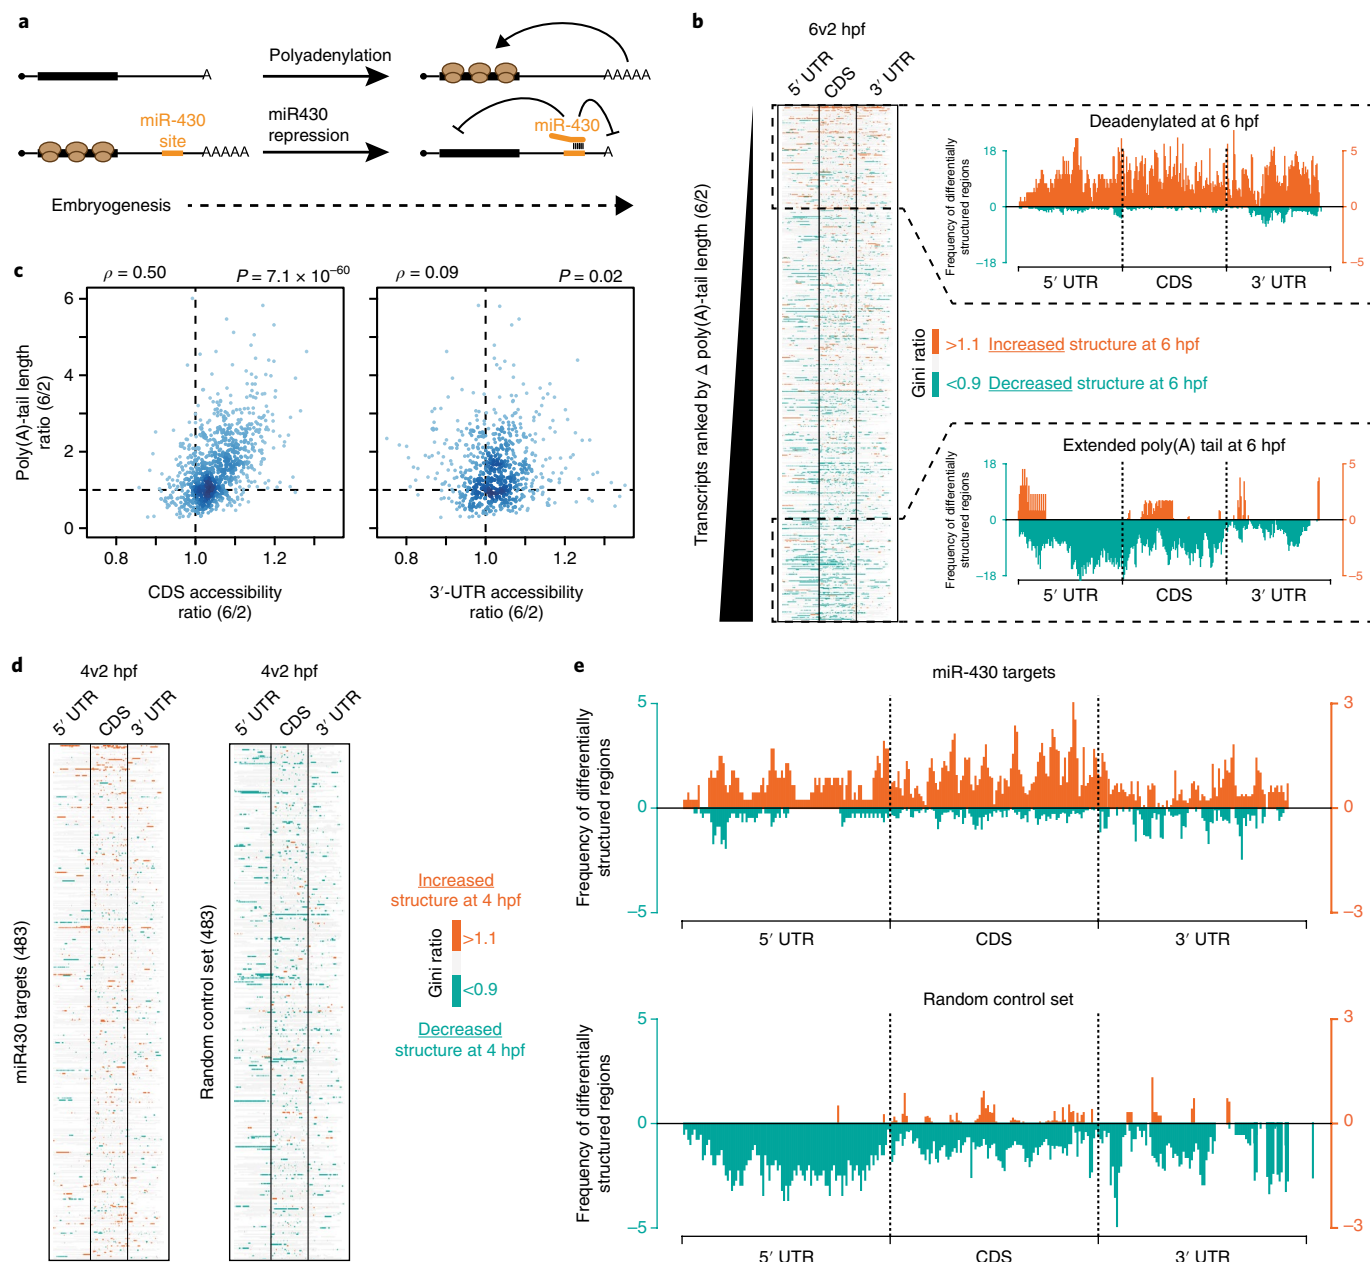 a
Polyadenylation
A
AAAAA
miR-430
site
miR430
repression
miR-430
AAAAA
A
Embryogenesis
b
6v2 hpf
5′ UTR
CDS
3′ UTR
Transcripts ranked by Δ poly(A)-tail length (6/2)
Deadenylated at 6 hpf
Frequency of differentially
structured regions
18
0
−18
5
0
−5
5′ UTR
CDS
3′ UTR
Gini ratio
>1.1 Increased structure at 6 hpf
<0.9 Decreased structure at 6 hpf
Extended poly(A) tail at 6 hpf
Frequency of differentially
structured regions
18
0
−18
5
0
−5
5′ UTR
CDS
3′ UTR
c
ρ = 0.50
P = 7.1 × 10⁻⁶⁰
ρ = 0.09
P = 0.02
Poly(A)-tail length
ratio (6/2)
6
4
2
0
0.8
1.0
1.2
0.8
1.0
1.2
CDS accessibility
ratio (6/2)
3′-UTR accessibility
ratio (6/2)
d
4v2 hpf
5′ UTR
CDS
3′ UTR
miR430 targets (483)
4v2 hpf
5′ UTR
CDS
3′ UTR
Random control set (483)
Increased
structure at 4 hpf
Gini ratio
>1.1
<0.9
Decreased
structure at 4 hpf
e
miR-430 targets
Frequency of differentially
structured regions
5
0
−5
3
0
−3
5′ UTR
CDS
3′ UTR
Random control set
Frequency of differentially
structured regions
5
0
−5
3
0
−3
5′ UTR
CDS
3′ UTR